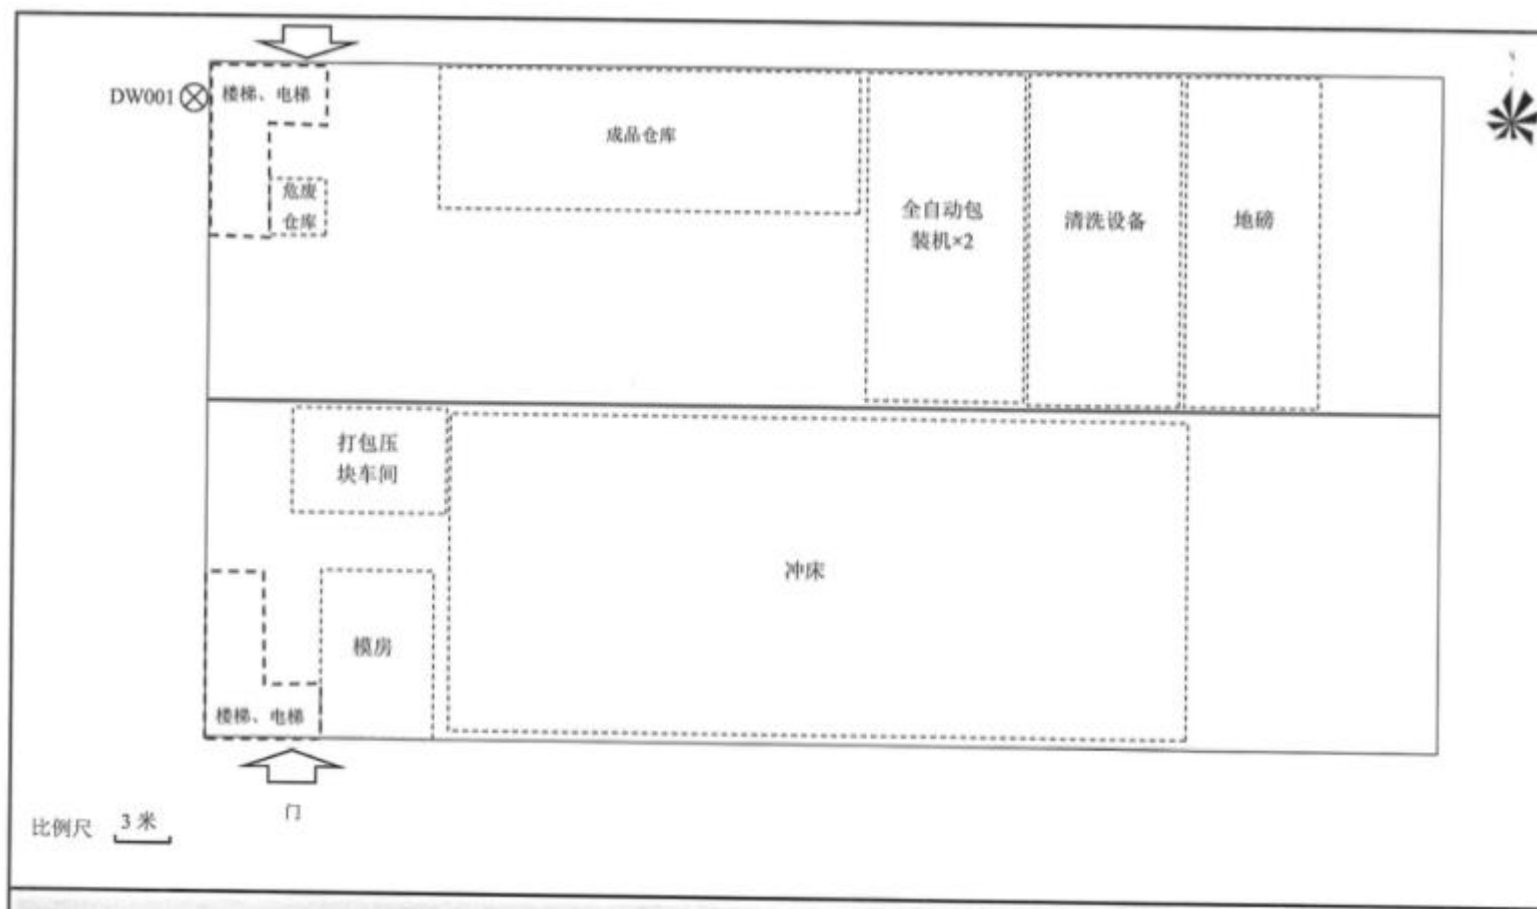 DW001
楼梯、电梯
成品仓库
危废
仓库
全自动包
装机×2
清洗设备
地磅
打包压
块车间
冲床
模房
楼梯、电梯
门
比例尺
3 米